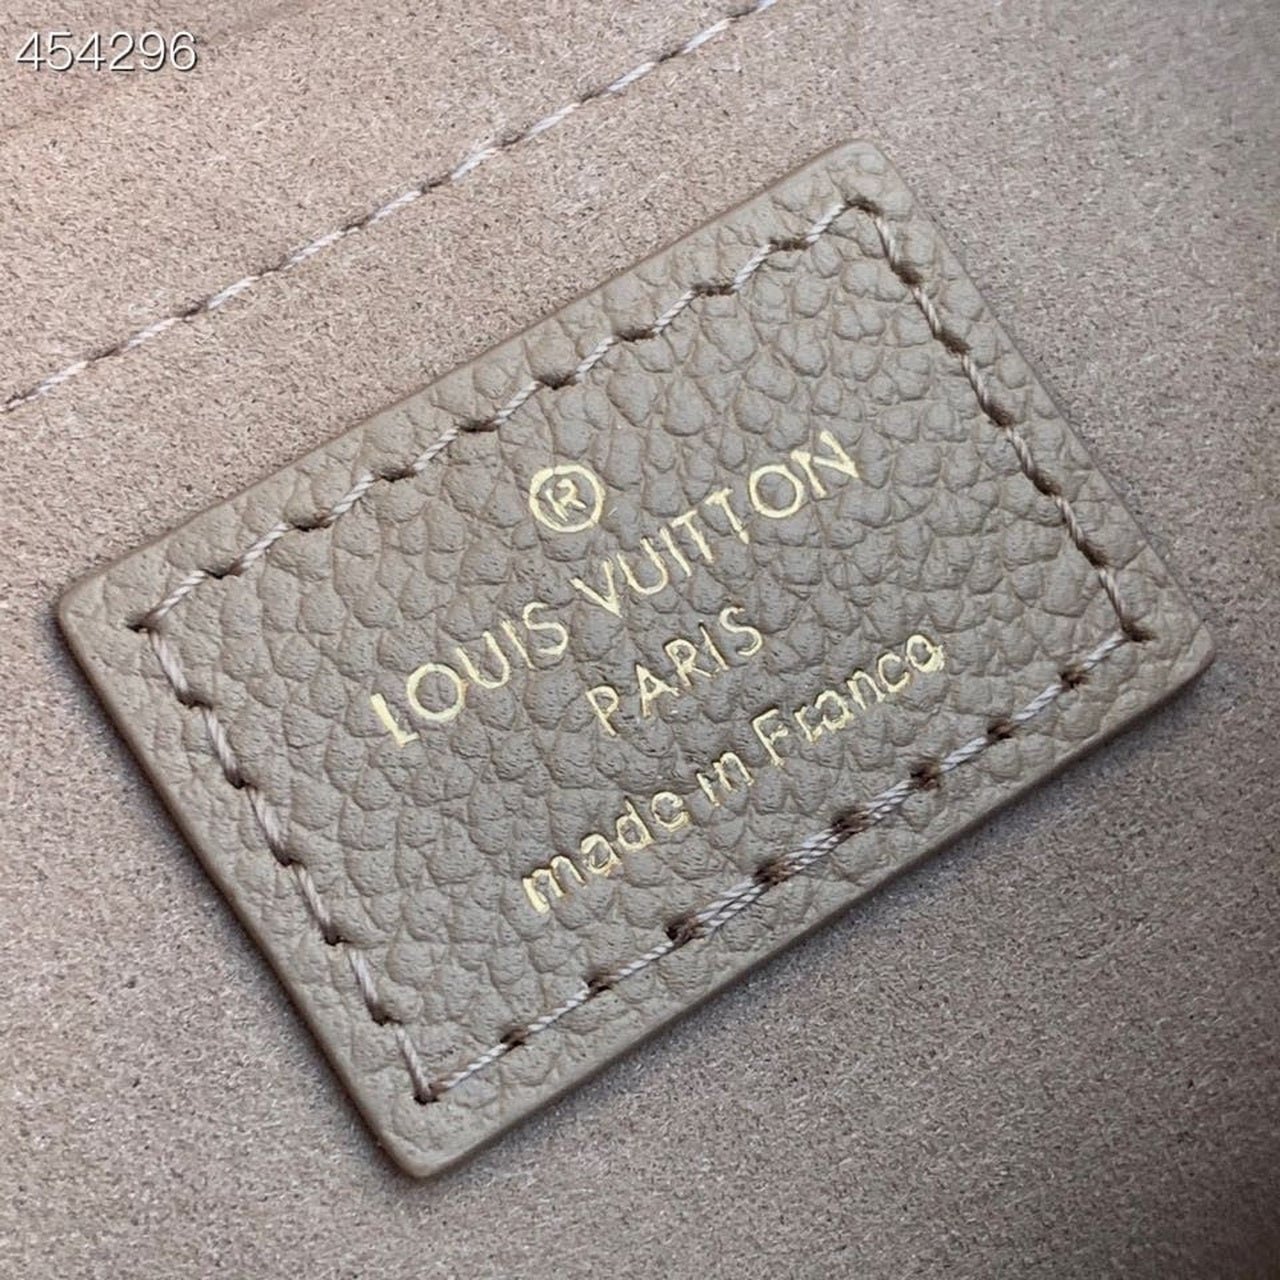 454296
®
LOUIS VUITTON
PARIS
made in France